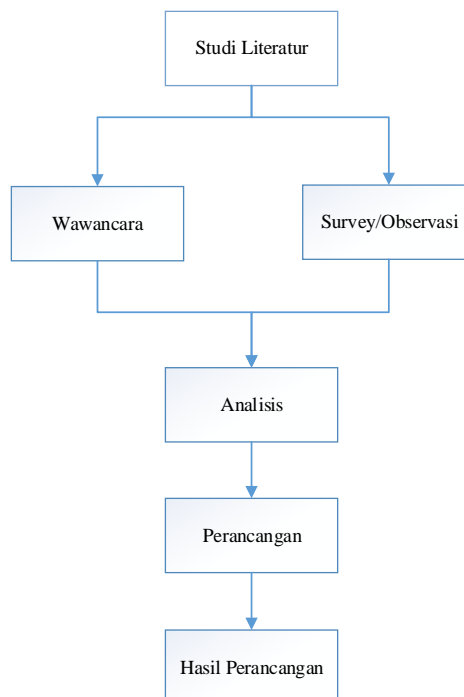 Studi Literatur
Wawancara
Survey/Observasi
Analisis
Perancangan
Hasil Perancangan